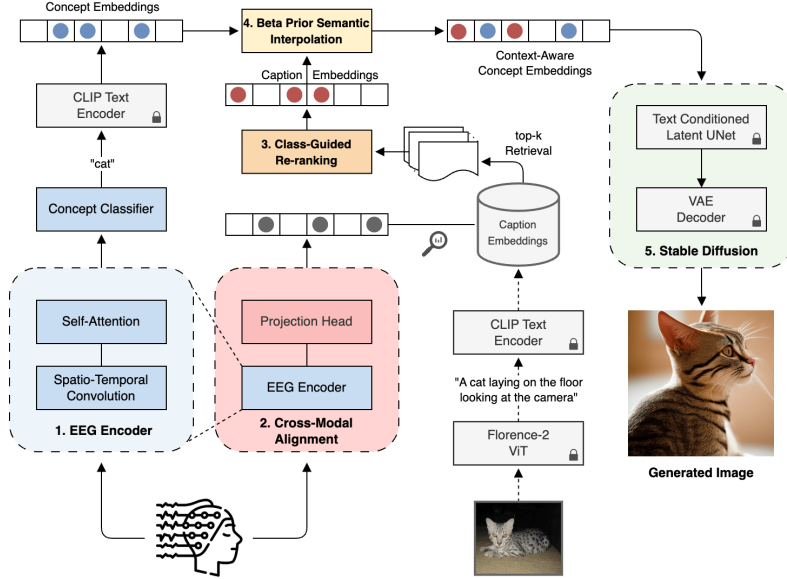 Concept Embeddings
4. Beta Prior Semantic
Interpolation
Context-Aware
Concept Embeddings
CLIP Text
Encoder
Caption Embeddings
"cat"
3. Class-Guided
Re-ranking
top-k
Retrieval
Text Conditioned
Latent UNet
VAE
Decoder
5. Stable Diffusion
Concept Classifier
Caption
Embeddings
Self-Attention
Spatio-Temporal
Convolution
1. EEG Encoder
Projection Head
EEG Encoder
2. Cross-Modal
Alignment
CLIP Text
Encoder
"A cat laying on the floor
looking at the camera"
Florence-2
ViT
Generated Image